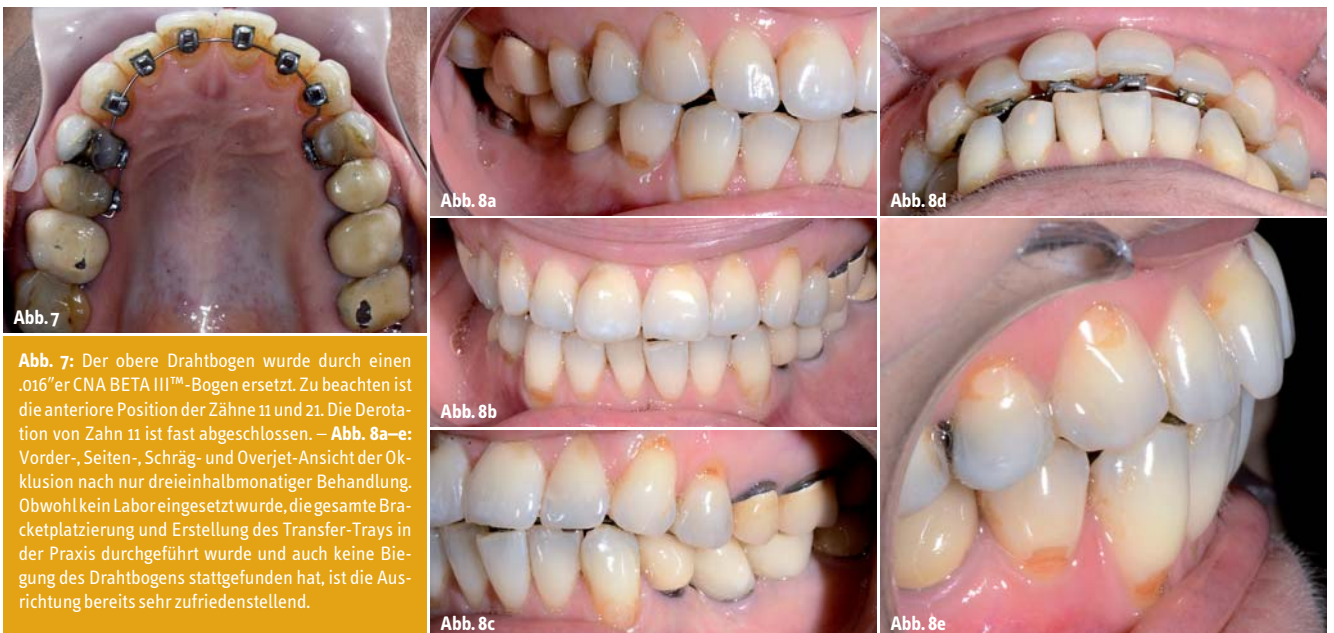 Abb. 7
Abb. 8a
Abb. 8d
Abb. 8b
Abb. 8c
Abb. 8e
Abb. 7: Der obere Drahtbogen wurde durch einen
.016″er CNA BETA III™-Bogen ersetzt. Zu beachten ist
die anteriore Position der Zähne 11 und 21. Die Derota-
tion von Zahn 11 ist fast abgeschlossen. – Abb. 8a–e:
Vorder-, Seiten-, Schräg- und Overjet-Ansicht der Ok-
klusion nach nur dreieinhalbmonatiger Behandlung.
Obwohl kein Labor eingesetzt wurde, die gesamte Bra-
cketplatzierung und Erstellung des Transfer-Trays in
der Praxis durchgeführt wurde und auch keine Bie-
gung des Drahtbogens stattgefunden hat, ist die Aus-
richtung bereits sehr zufriedenstellend.